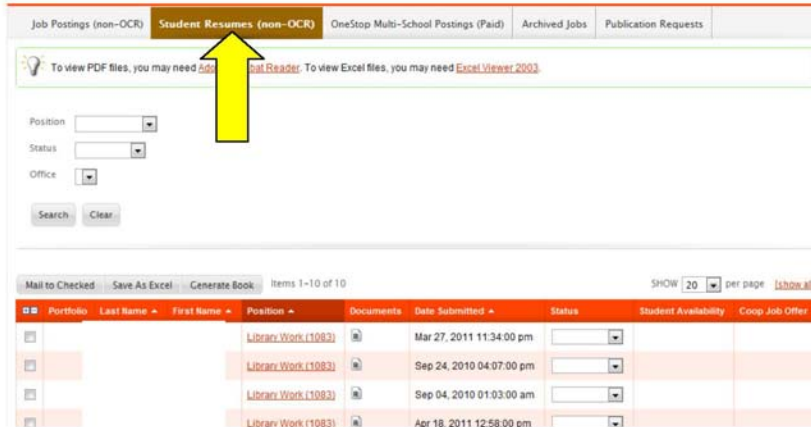 Job Postings (non-OCR) Student Resumes (non-OCR) OneStop Multi-School Postings (Paid) Archived Jobs Publication Requests
To view PDF files, you may need bat Reader. To view Excel files, you may need Excel Viewer 2003.
Position
Status
Office
Search Clear
Mail to Checked Save As Excel Generate Book Items 1-10 of 10 SHOW 20 per page [show all
Portfolio Last Name First Name Position Documents Date Submitted Status Student Availability Coop Job Offer
Library Work (1083) Mar 27, 2011 11:34:00 pm
Library Work (1083) Sep 24, 2010 04:07:00 pm
Library Work (1083) Sep 04, 2010 01:03:00 am
Library Work (1083) Apr 18, 2011 12:58:00 pm